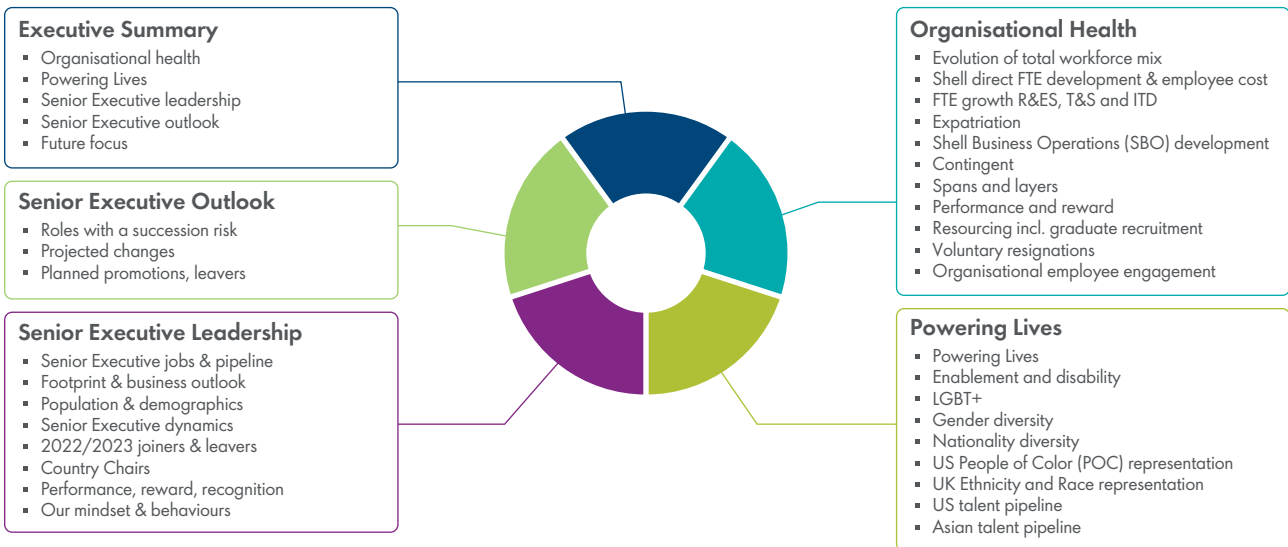 Executive Summary
▪ Organisational health
▪ Powering Lives
▪ Senior Executive leadership
▪ Senior Executive outlook
▪ Future focus
Senior Executive Outlook
▪ Roles with a succession risk
▪ Projected changes
▪ Planned promotions, leavers
Senior Executive Leadership
▪ Senior Executive jobs & pipeline
▪ Footprint & business outlook
▪ Population & demographics
▪ Senior Executive dynamics
▪ 2022/2023 joiners & leavers
▪ Country Chairs
▪ Performance, reward, recognition
▪ Our mindset & behaviours
Organisational Health
▪ Evolution of total workforce mix
▪ Shell direct FTE development & employee cost
▪ FTE growth R&ES, T&S and ITD
▪ Expatriation
▪ Shell Business Operations (SBO) development
▪ Contingent
▪ Spans and layers
▪ Performance and reward
▪ Resourcing incl. graduate recruitment
▪ Voluntary resignations
▪ Organisational employee engagement
Powering Lives
▪ Powering Lives
▪ Enablement and disability
▪ LGBT+
▪ Gender diversity
▪ Nationality diversity
▪ US People of Color (POC) representation
▪ UK Ethnicity and Race representation
▪ US talent pipeline
▪ Asian talent pipeline